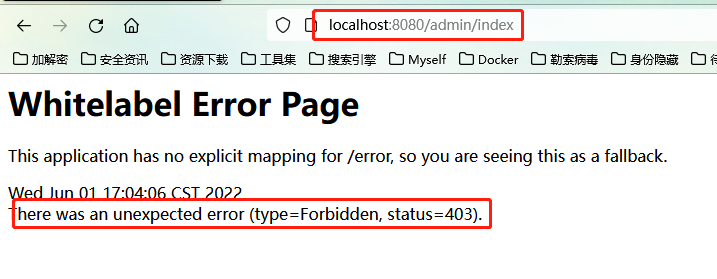 localhost:8080/admin/index
加解密 安全资讯 资源下载 工具集 搜索引擎 Myself Docker 勒索病毒 身份隐藏
Whitelabel Error Page
This application has no explicit mapping for /error, so you are seeing this as a fallback.
Wed Jun 01 17:04:06 CST 2022
There was an unexpected error (type=Forbidden, status=403).